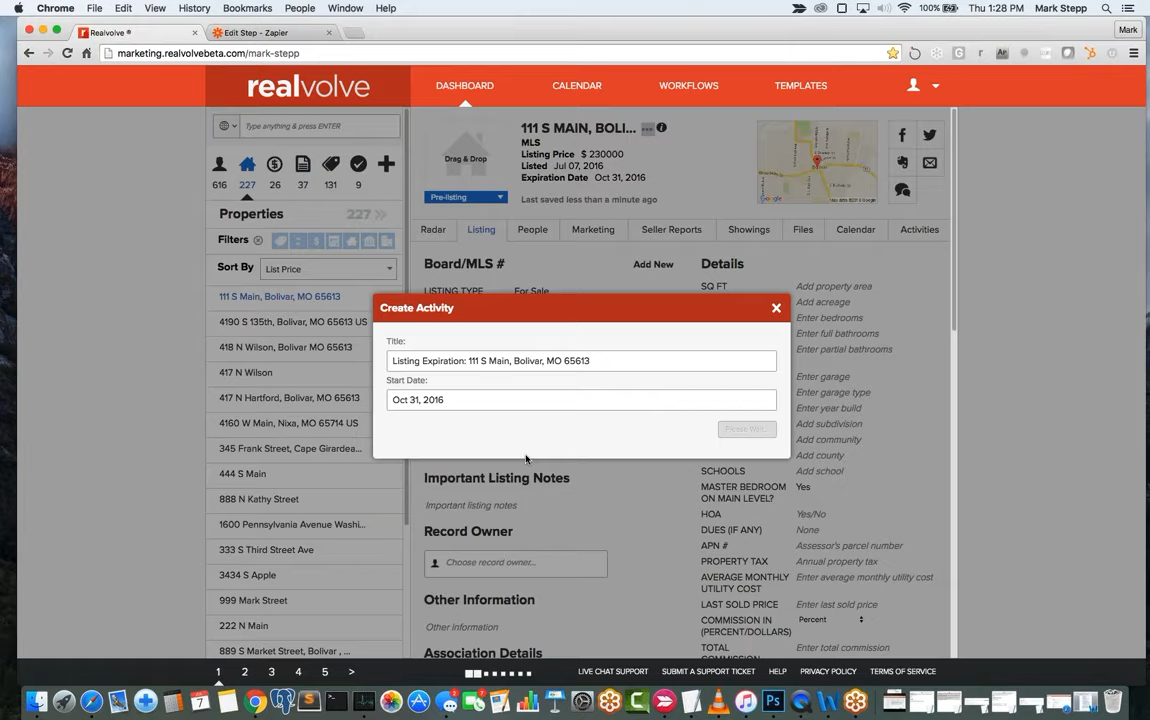 Chrome File Edit View History Bookmarks People Window Help 100% Thu 1:28 PM Mark Stepp
Realvolve ® Edit Step - Zapier Mark
marketing.realvolvebeta.com/mark-stepp
realvolve DASHBOARD CALENDAR WORKFLOWS TEMPLATES
Type anything and press ENTER
616 227 26 37 131 9
Properties 227
Filters
Sort By List Price
111 S Main, Bolivar, MO 65613
4190 S 135th, Bolivar, MO 65613 US
418 N Wilson, Bolivar, MO 65613
417 N Wilson
417 N Hartford, Bolivar, MO 65613
4160 W Main, Nixa, MO 65714 US
345 Frank Street, Cape Girardea...
444 S Main
888 N Kathy Street
1600 Pennsylvania Avenue Washi...
333 S Third Street Ave
3434 S Apple
999 Mark Street
222 N Main
889 S Market Street, Bolivar , ...
1 2 3 4 5 >
Drag & Drop
Pre-listing
111 S MAIN, BOLI...
MLS
Listing Price $ 230000
Listed Jul 07, 2016
Expiration Date Oct 31, 2016
Last saved less than a minute ago
Google
Radar Listing People Marketing Seller Reports Showings Files Calendar Activities
Board/MLS # Add New
LISTING TYPE For Sale
Create Activity
Title:
Listing Expiration: 111 S Main, Bolivar, MO 65613
Start Date:
Oct 31, 2016
Please Wait...
Important Listing Notes
Important listing notes
Record Owner
Choose record owner...
Other Information
Other information
Association Details
Details
SQ FT Add property area
Add acreage
Enter bedrooms
Enter full bathrooms
Enter partial bathrooms
Enter garage
Enter garage type
Enter year build
Add subdivision
Add community
Add county
SCHOOLS Add school
MASTER BEDROOM ON MAIN LEVEL? Yes
HOA Yes/No
DUES (IF ANY) None
APN # Assessor's parcel number
PROPERTY TAX Annual property tax
AVERAGE MONTHLY UTILITY COST Enter average monthly utility cost
LAST SOLD PRICE Enter last sold price
COMMISSION IN (PERCENT/DOLLARS) Percent
TOTAL Enter total commission
LIVE CHAT SUPPORT SUBMIT A SUPPORT TICKET HELP PRIVACY POLICY TERMS OF SERVICE